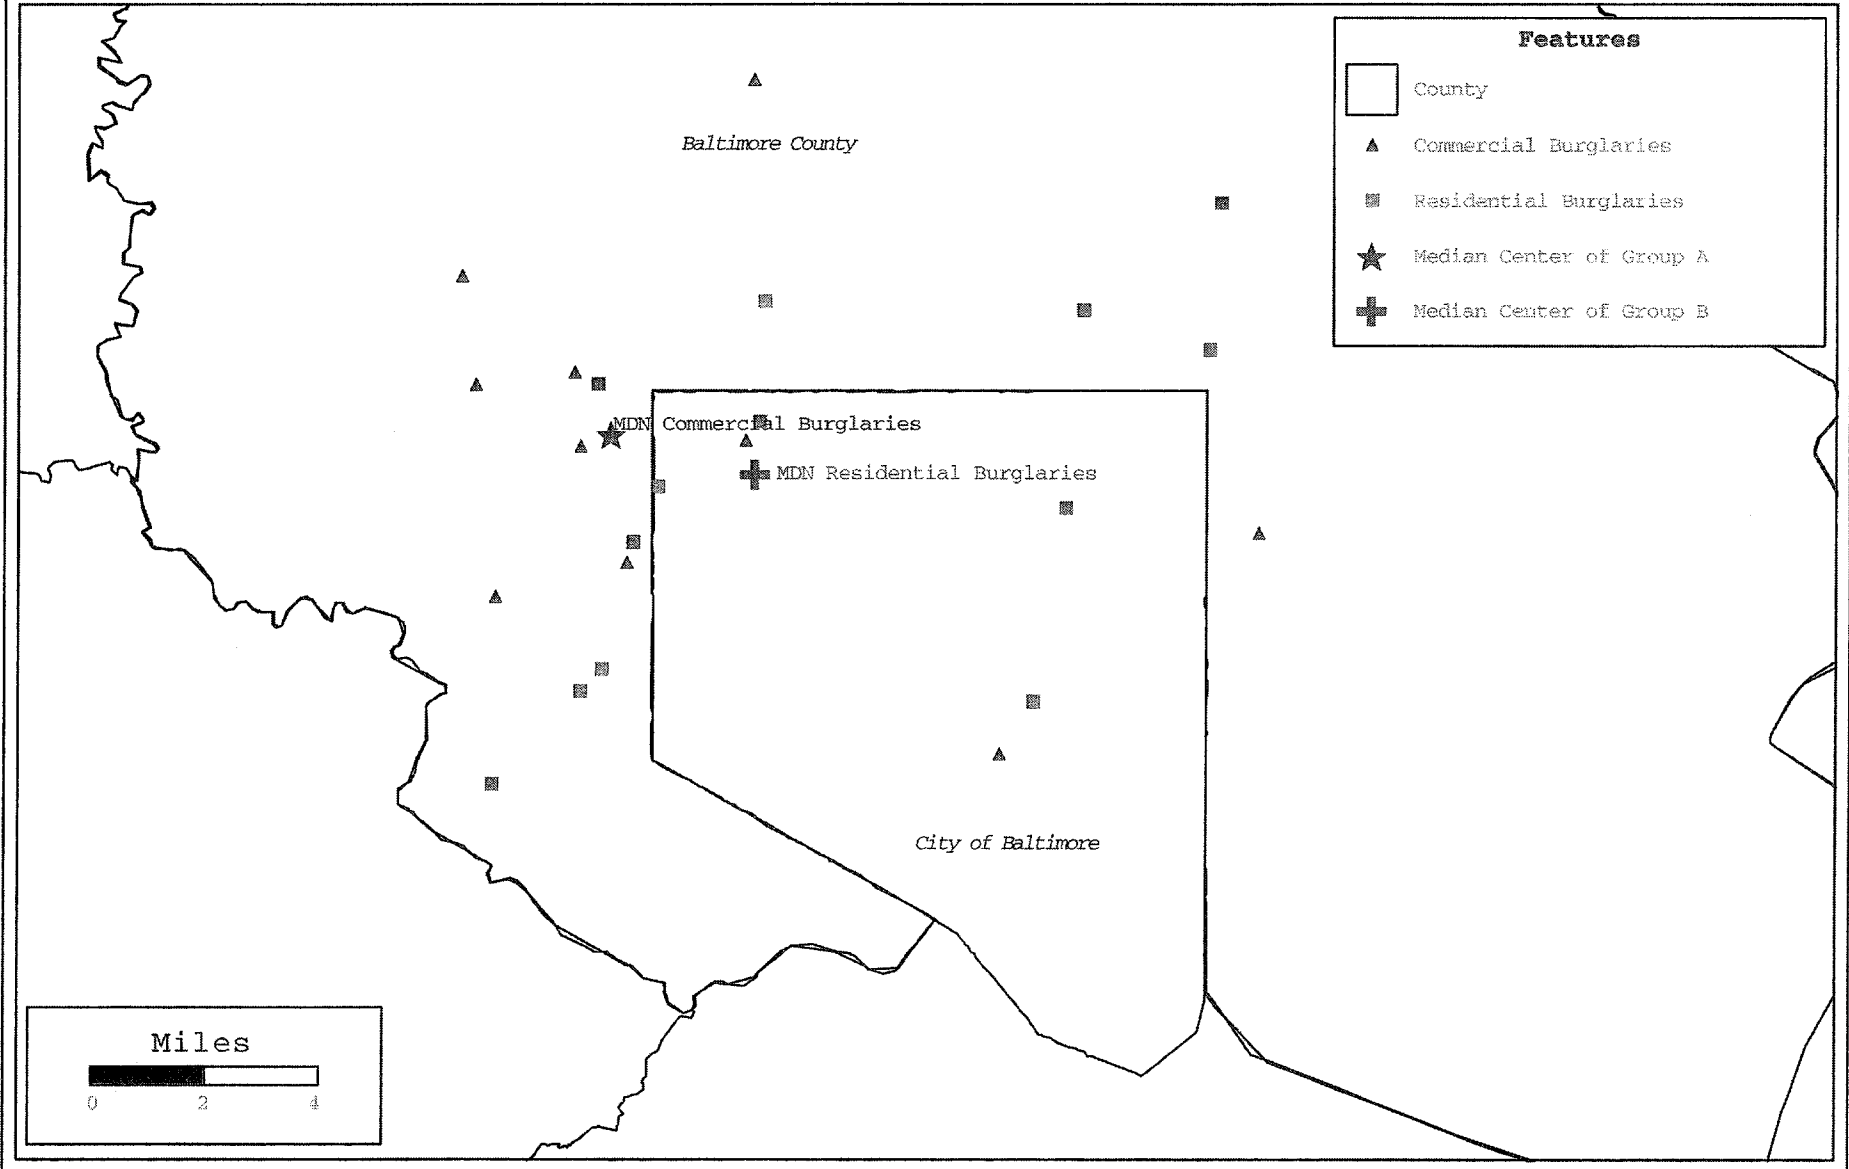 Features
County
Commercial Burglaries
Residential Burglaries
Median Center of Group A
Median Center of Group B
Baltimore County
MDN Commercial Burglaries
MDN Residential Burglaries
City of Baltimore
Miles
0 2 4